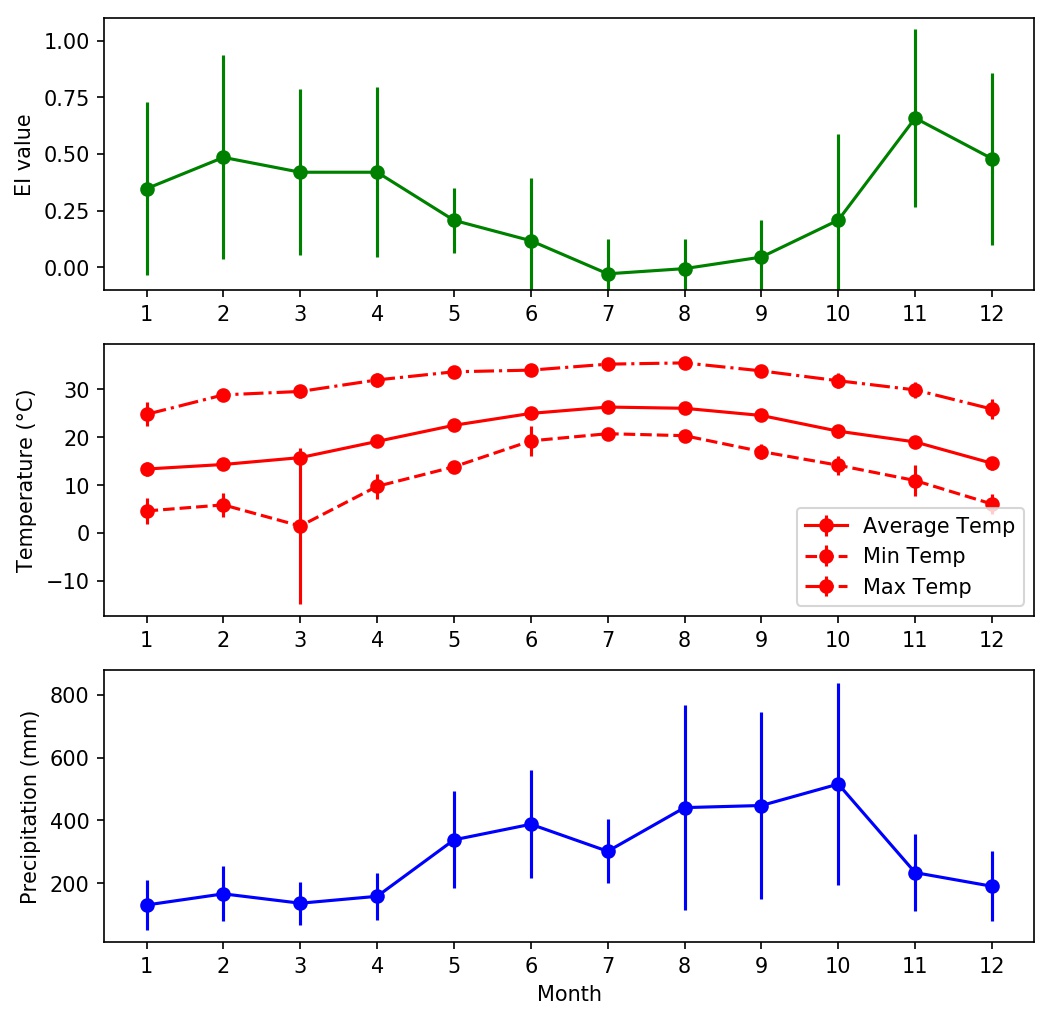 EI value
1.00
0.75
0.50
0.25
0.00
1 2 3 4 5 6 7 8 9 10 11 12
Temperature (°C)
30
20
10
0
−10
Average Temp
Min Temp
Max Temp
1 2 3 4 5 6 7 8 9 10 11 12
Precipitation (mm)
800
600
400
200
1 2 3 4 5 6 7 8 9 10 11 12
Month